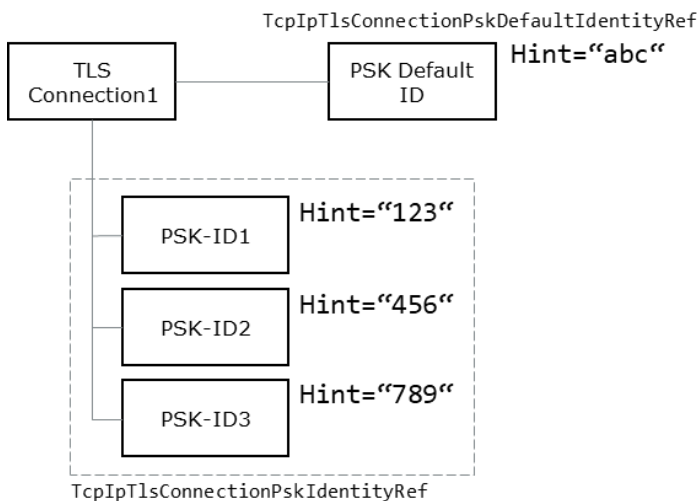 TcpIpTlsConnectionPskDefaultIdentityRef
TLS
Connection1
PSK Default
ID
Hint=“abc“
PSK-ID1
Hint=“123“
PSK-ID2
Hint=“456“
PSK-ID3
Hint=“789“
TcpIpTlsConnectionPskIdentityRef